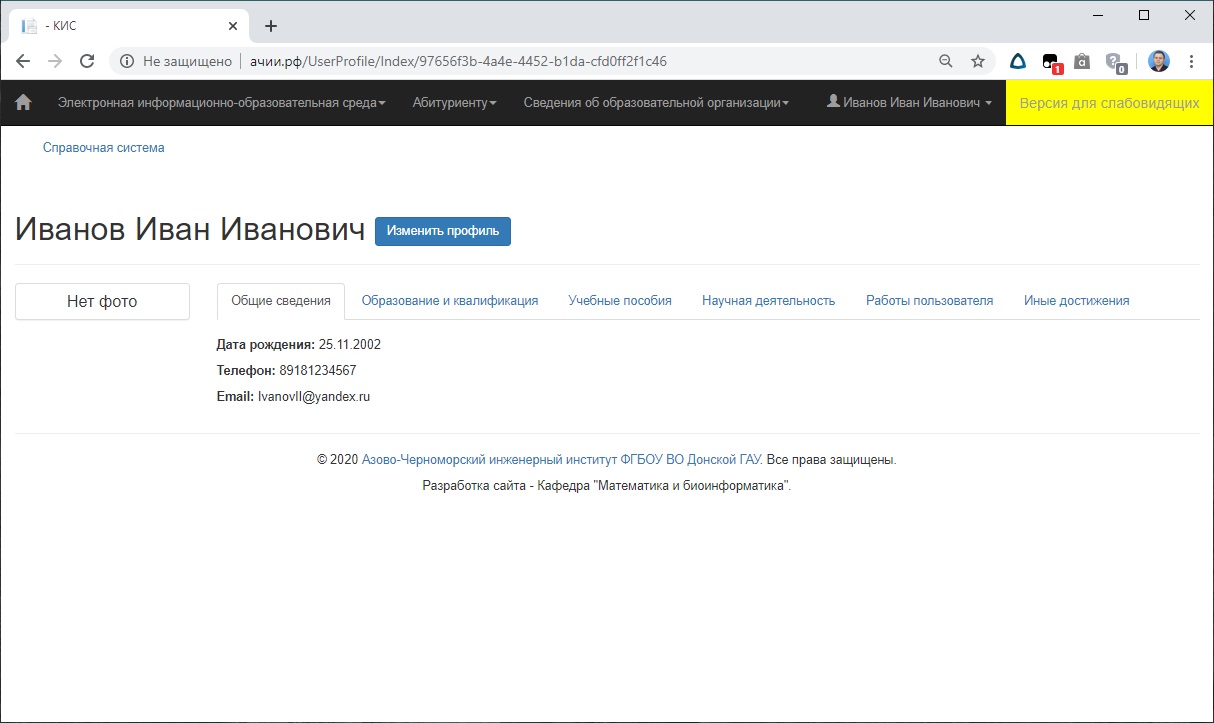 - КИС
Не защищено | ачии.рф/UserProfile/Index/97656f3b-4a4e-4452-b1da-cfd0ff2f1c46
1
a
0
Электронная информационно-образовательная среда Абитуриенту Сведения об образовательной организации Иванов Иван Иванович Версия для слабовидящих
Справочная система
Иванов Иван Иванович Изменить профиль
Нет фото
Общие сведения Образование и квалификация Учебные пособия Научная деятельность Работы пользователя Иные достижения
Дата рождения: 25.11.2002
Телефон: 89181234567
Email: IvanovII@yandex.ru
© 2020 Азово-Черноморский инженерный институт ФГБОУ ВО Донской ГАУ. Все права защищены.
Разработка сайта - Кафедра "Математика и биоинформатика".